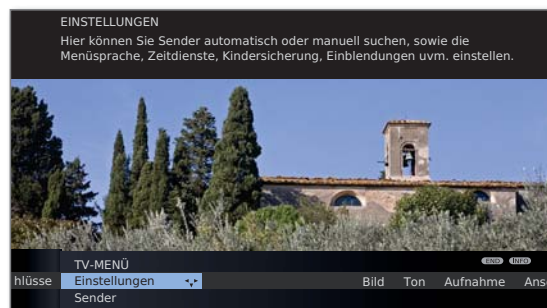 EINSTELLUNGEN
Hier können Sie Sender automatisch oder manuell suchen, sowie die
Menüsprache, Zeitdienste, Kindersicherung, Einblendungen uvm. einstellen.
TV-MENÜ
END INFO
hlüsse Einstellungen Bild Ton Aufnahme Ans
Sender